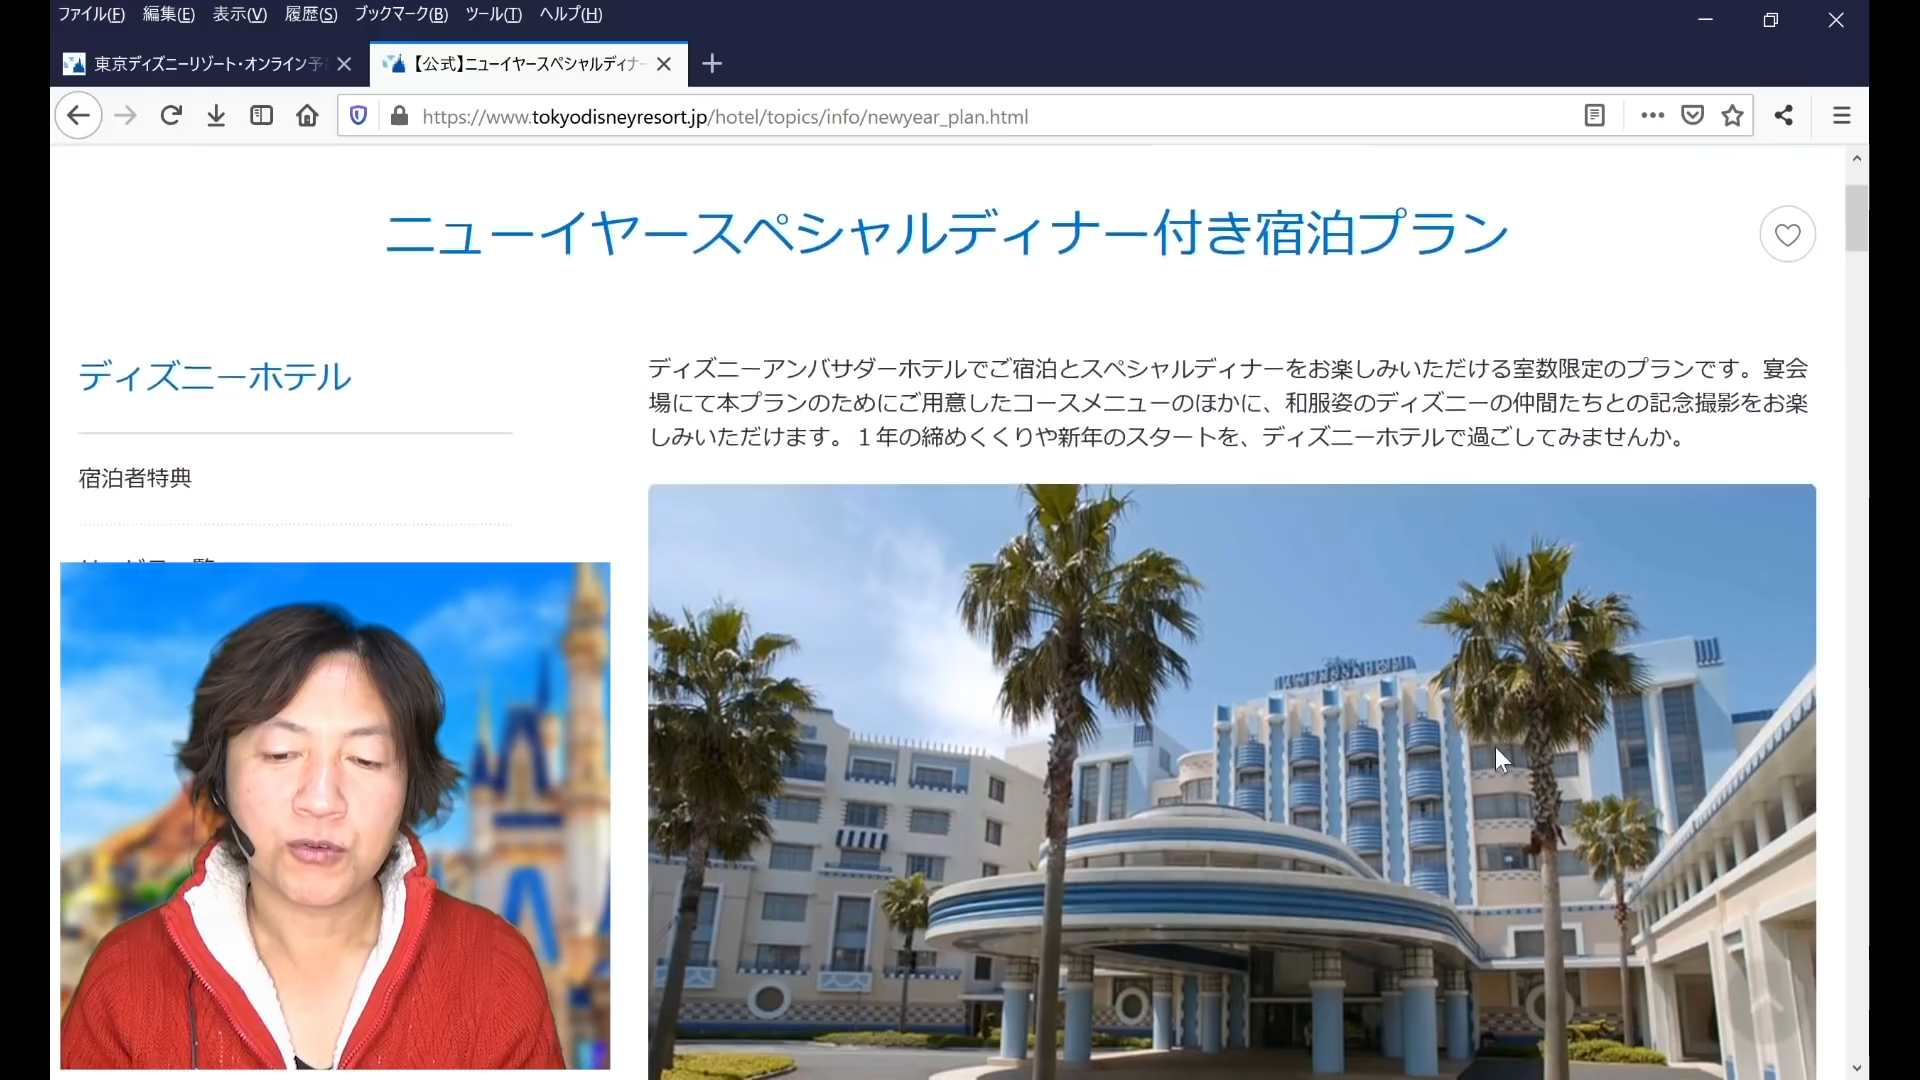 ファイル(F) 編集(E) 表示(V) 履歴(S) ブックマーク(B) ツール(T) ヘルプ(H)
東京ディズニーリゾート・オンライン予
【公式】ニューイヤースペシャルディナー
https://www.tokyodisneyresort.jp/hotel/topics/info/newyear_plan.html
ニューイヤースペシャルディナー付き宿泊プラン
ディズニーホテル
宿泊者特典
ディズニーアンバサダーホテルでご宿泊とスペシャルディナーをお楽しみいただける室数限定のプランです。宴会
場にて本プランのためにご用意したコースメニューのほかに、和服姿のディズニーの仲間たちとの記念撮影をお楽
しみいただけます。１年の締めくくりや新年のスタートを、ディズニーホテルで過ごしてみませんか。